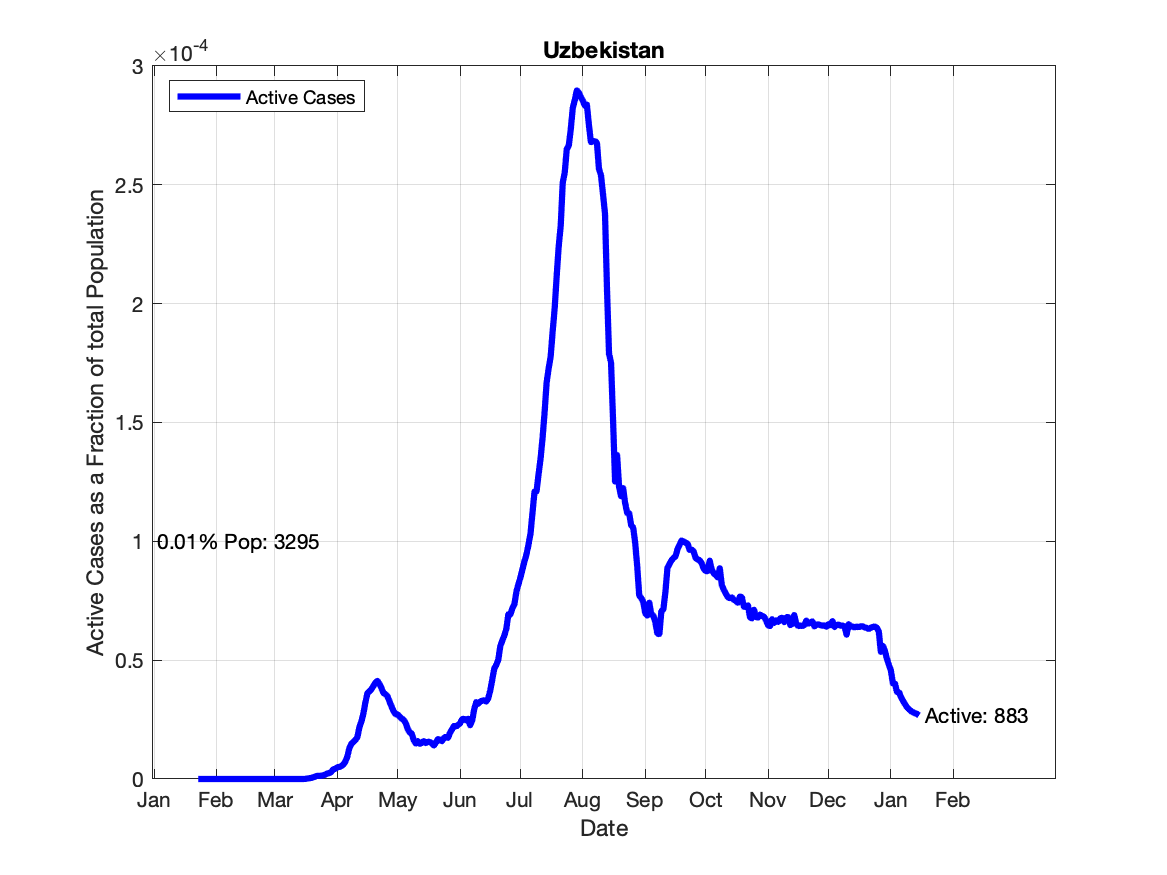 Uzbekistan
×10-4
Active Cases
3
2.5
2
1.5
1
0.5
0
0.01% Pop: 3295
Active: 883
Active Cases as a Fraction of total Population
Jan Feb Mar Apr May Jun Jul Aug Sep Oct Nov Dec Jan Feb
Date